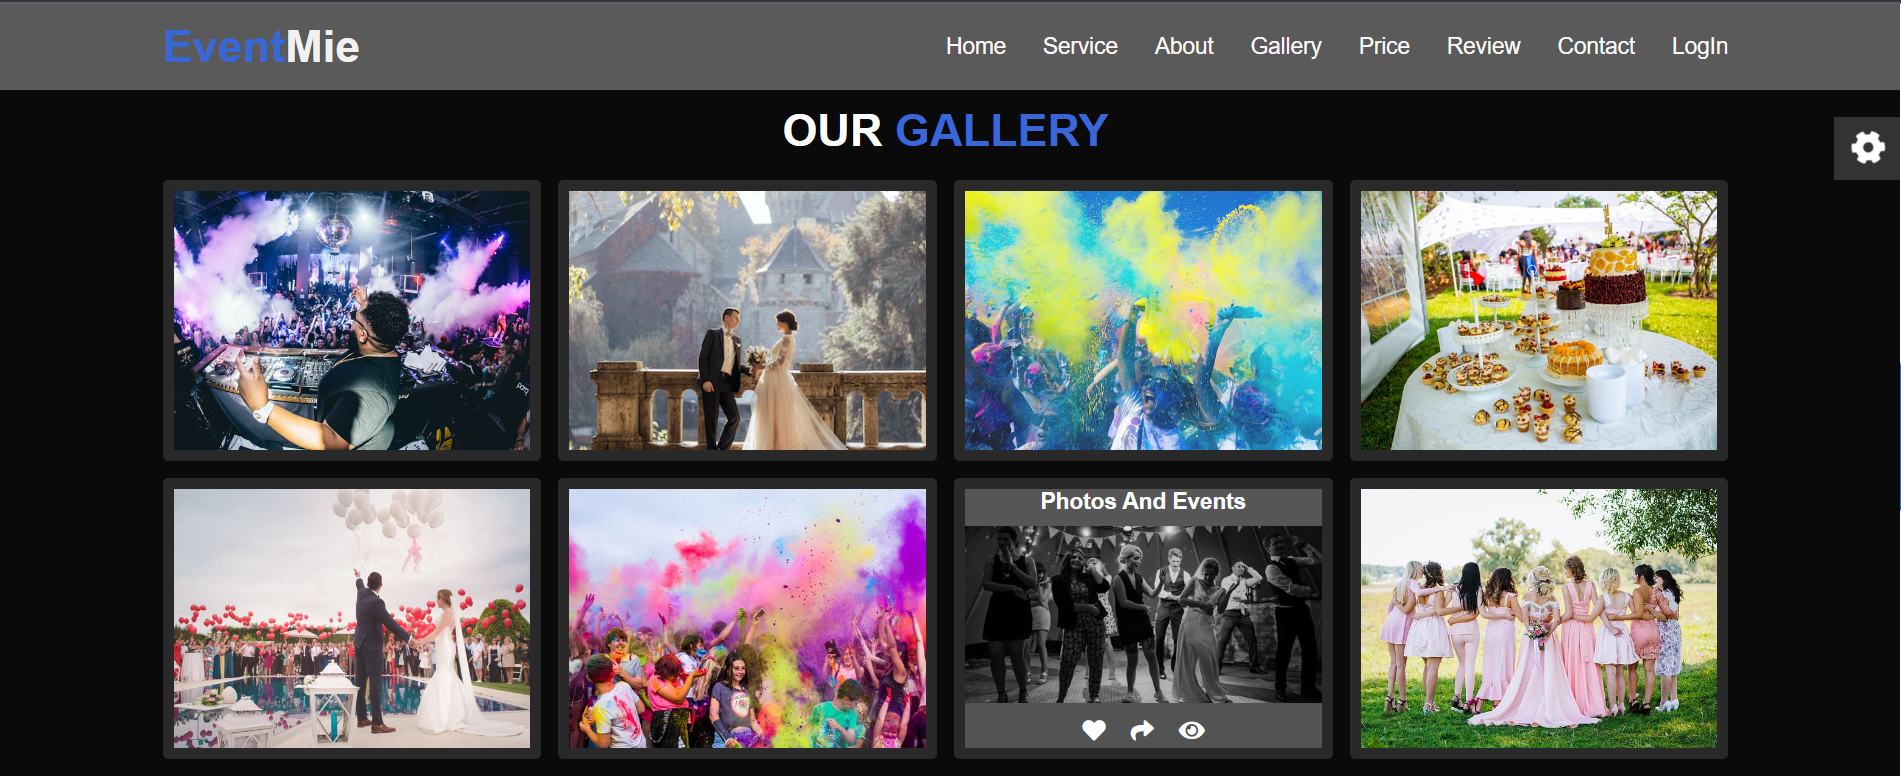 EventMie
Home Service About Gallery Price Review Contact LogIn
OUR GALLERY
Photos And Events